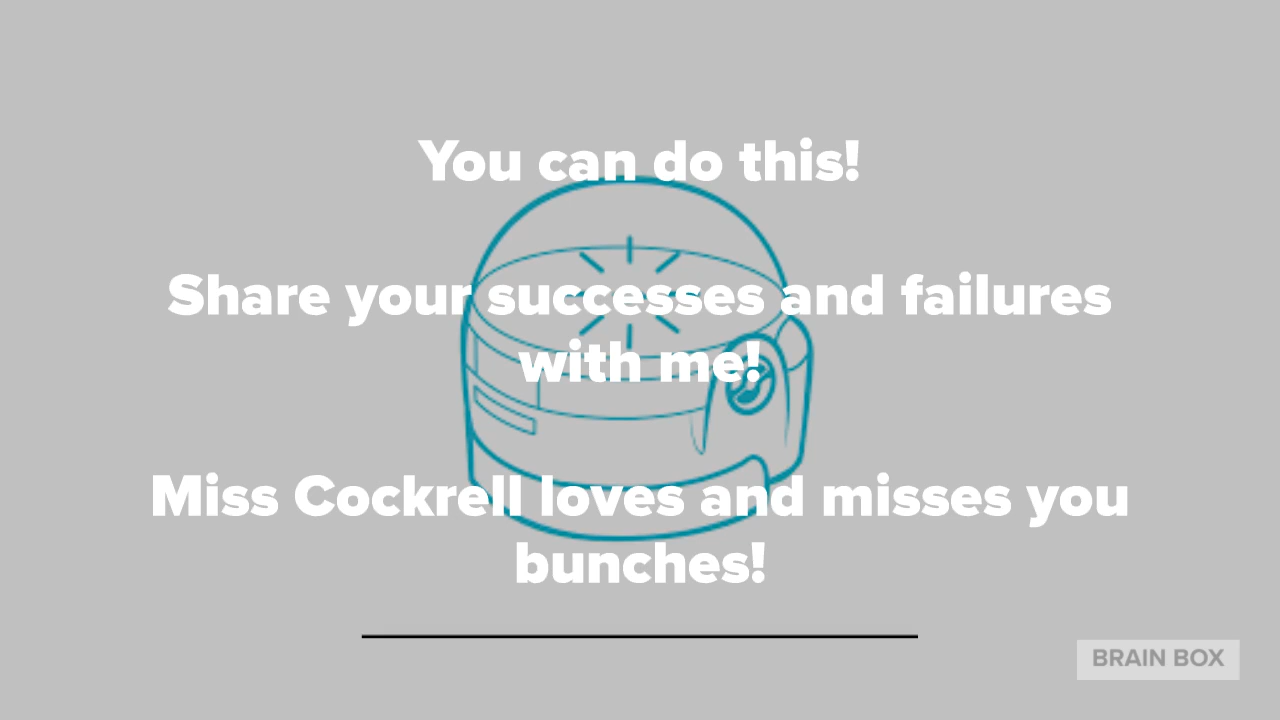 You can do this!
Share your successes and failures
with me!
Miss Cockrell loves and misses you
bunches!
BRAIN BOX